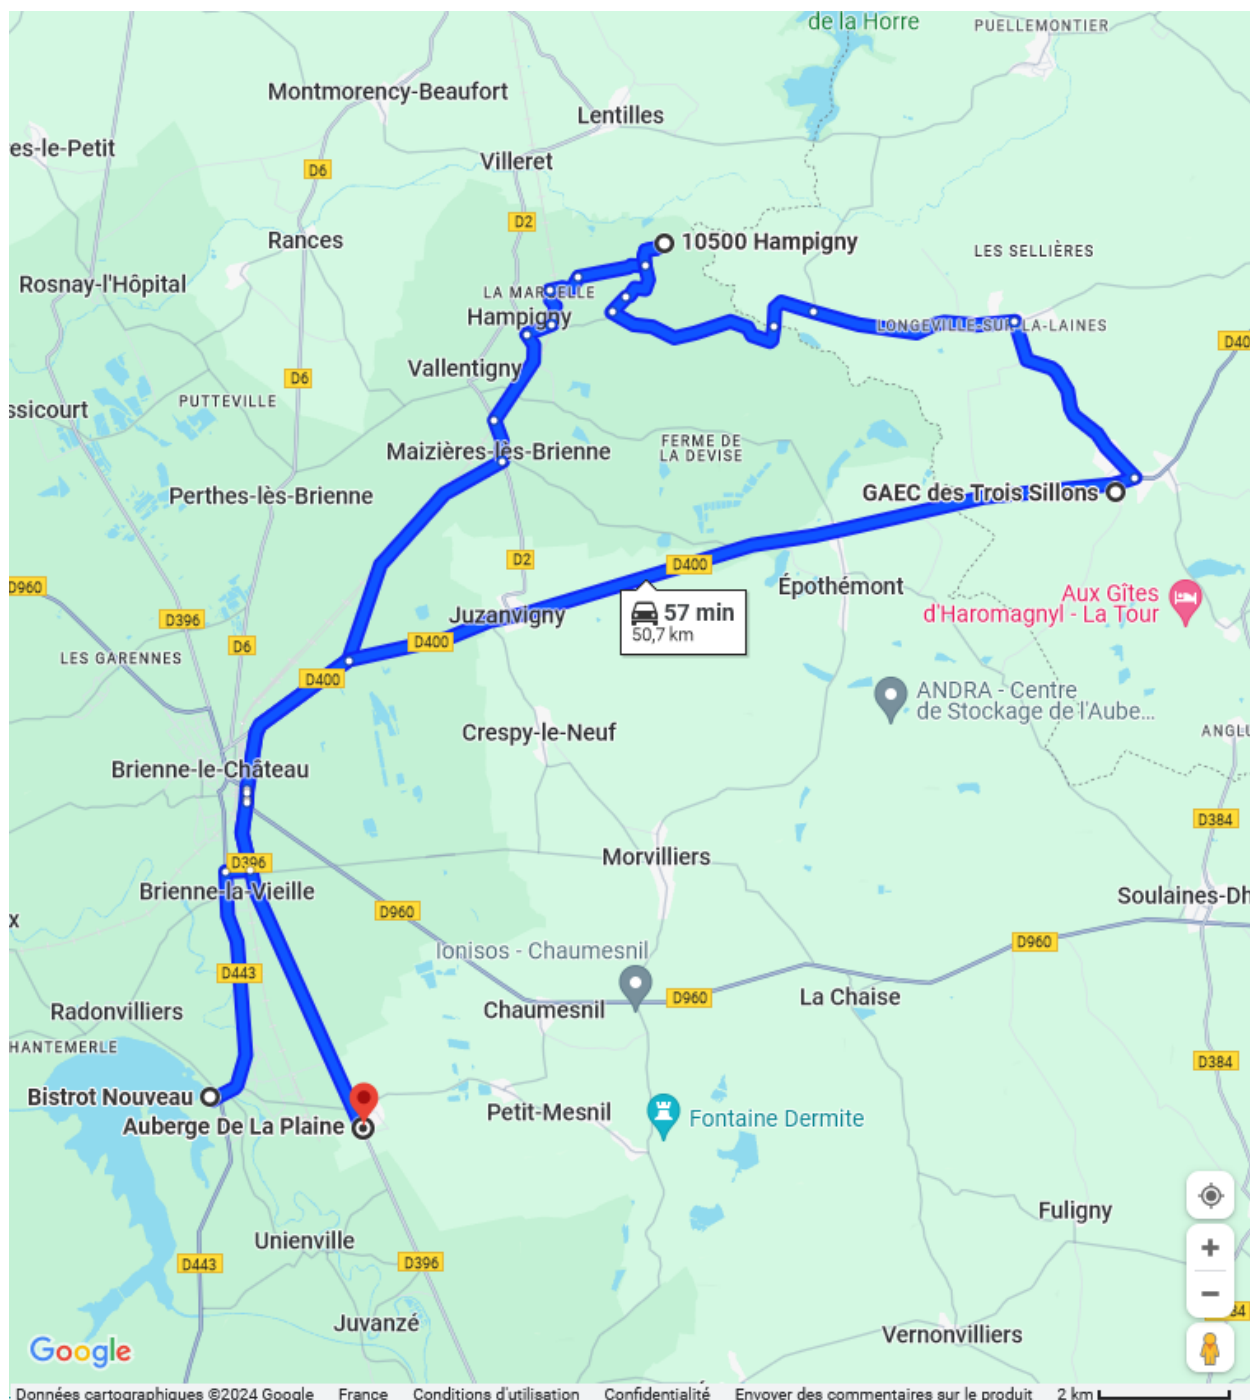 de la Horre
PUELLEMONTIER
Montmorency-Beaufort
Lentilles
es-le-Petit
Villeret
D6
D2
Rances
10500 Hampigny
LES SELLIÈRES
Rosnay-l'Hôpital
LA MARCELLE
Hampigny
LONGEVILLE-SUR-LA-LAINES
D40
Vallentigny
D6
PUTTEVILLE
ssicourt
FERME DE
LA DEVISE
Maizières-lès-Brienne
Perthes-lès-Brienne
GAEC des Trois Sillons
D2
D400
D960
Épothémont
Aux Gîtes
d'Haromagnyl - La Tour
57 min
50,7 km
Juzanvigny
D396
D6
D400
LES GARENNES
D400
ANDRA - Centre
de Stockage de l'Aube...
Crespy-le-Neuf
ANGLU
Brienne-le-Château
D384
Morvilliers
D396
Brienne-la-Vieille
Soulaines-Dh
D960
x
D960
Ionisos - Chaumesnil
D443
D960
La Chaise
Radonvilliers
Chaumesnil
HANTEMERLE
D384
Bistrot Nouveau
Auberge De La Plaine
Petit-Mesnil
Fontaine Dermite
Fuligny
Unienville
D443
D396
34
Juvanzé
Vernonvilliers
Google
Données cartographiques ©2024 Google France Conditions d'utilisation Confidentialité Envoyer des commentaires sur le produit 2 km